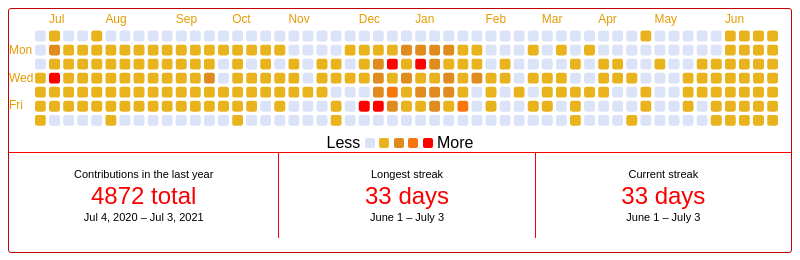 Jul Aug Sep Oct Nov Dec Jan Feb Mar Apr May Jun
Mon
Wed
Fri
Less More
Contributions in the last year
4872 total
Jul 4, 2020 – Jul 3, 2021
Longest streak
33 days
June 1 – July 3
Current streak
33 days
June 1 – July 3